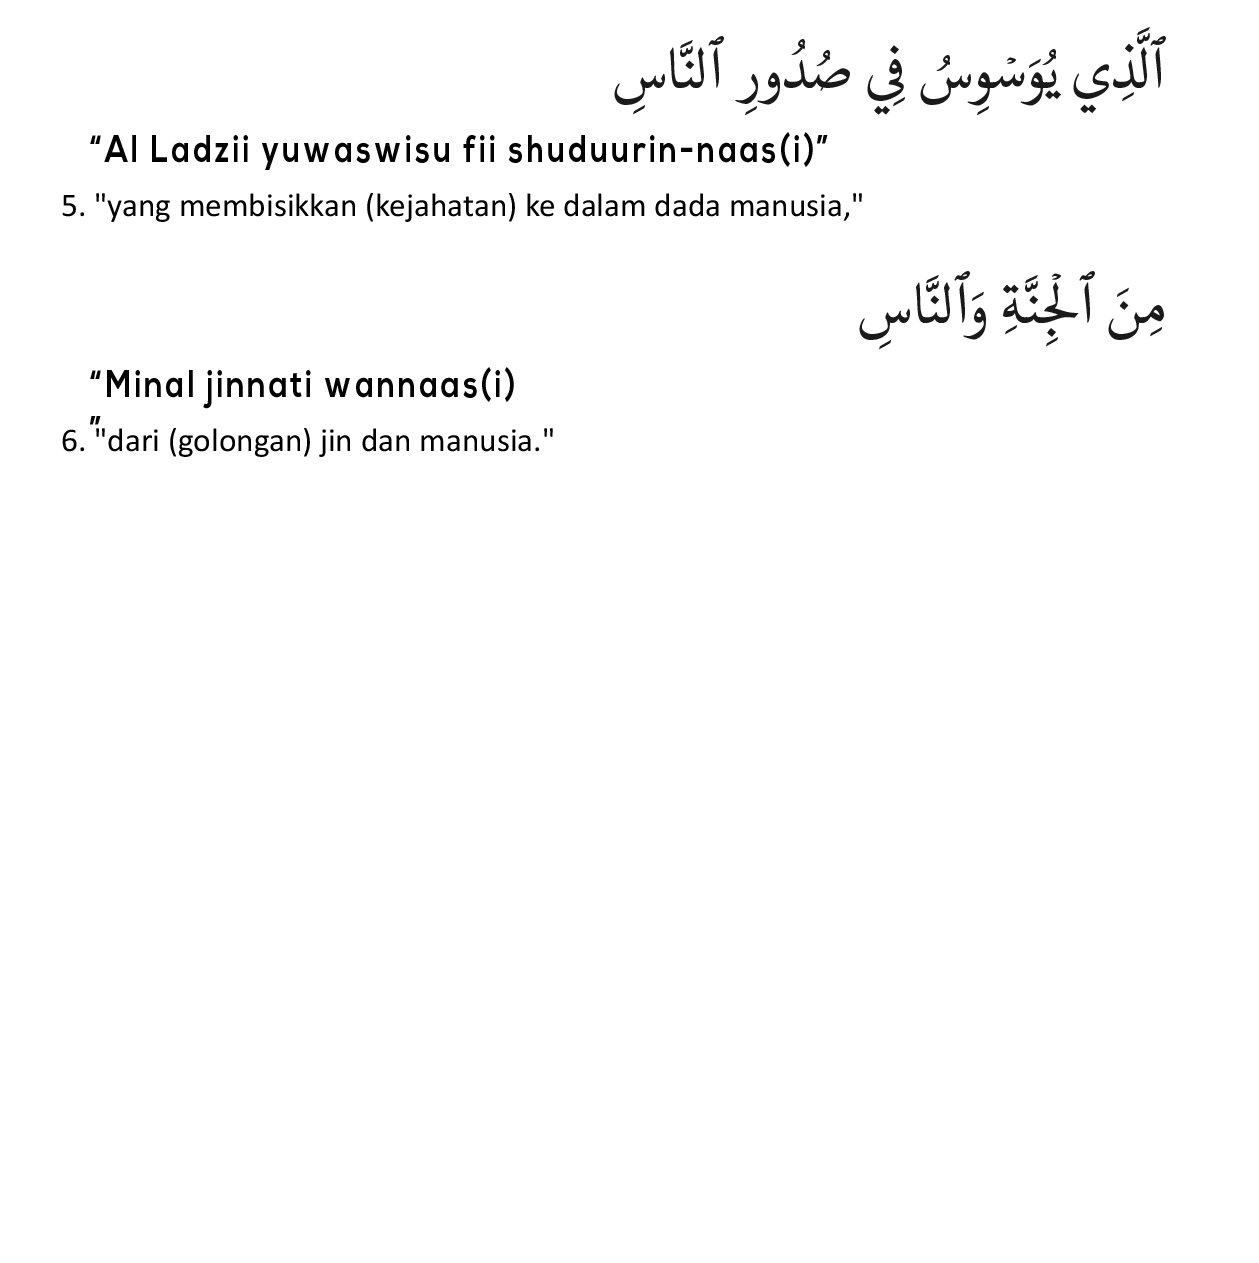 ٱلَّذِي يُوَسْوِسُ فِي صُدُورِ ٱلنَّاسِ
“Al Ladzii yuwaswisu fii shuduurin-naas(i)”
5. "yang membisikkan (kejahatan) ke dalam dada manusia,"
مِنَ ٱلْجِنَّةِ وَٱلنَّاسِ
“Minal jinnati wannaas(i)
”
6. "dari (golongan) jin dan manusia."